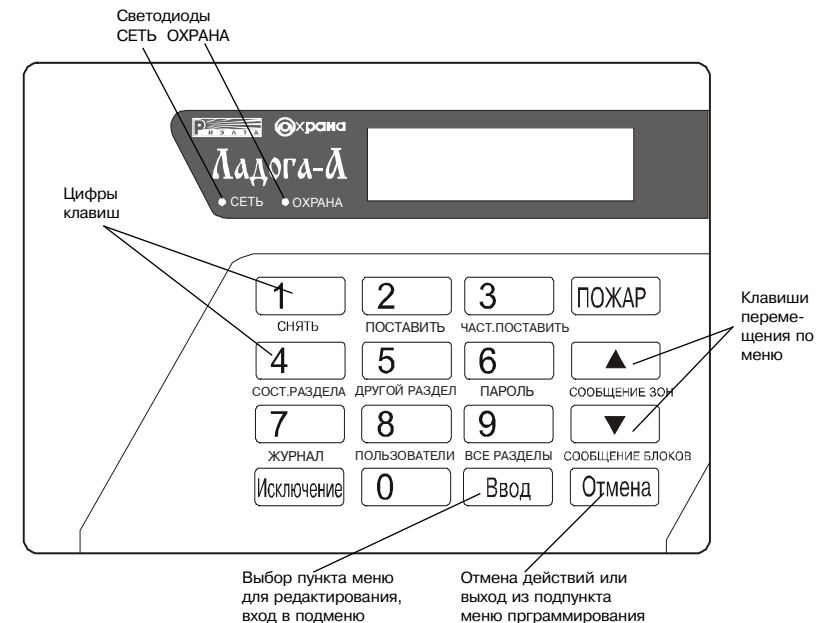 Светодиоды
СЕТЬ ОХРАНА
РИЭЛТА Охрана
Ладога-А
СЕТЬ ОХРАНА
Цифры
клавиш
1 2 3 ПОЖАР
СНЯТЬ ПОСТАВИТЬ ЧАСТ.ПОСТАВИТЬ
Клавиши
переме-
щения по
меню
4 5 6 ▲
СОСТ.РАЗДЕЛА ДРУГОЙ РАЗДЕЛ ПАРОЛЬ СООБЩЕНИЕ ЗОН
7 8 9 ▼
ЖУРНАЛ ПОЛЬЗОВАТЕЛИ ВСЕ РАЗДЕЛЫ СООБЩЕНИЕ БЛОКОВ
Исключение 0 Ввод Отмена
Выбор пункта меню
для редактирования,
вход в подменю
Отмена действий или
выход из подпункта
меню прграммирования